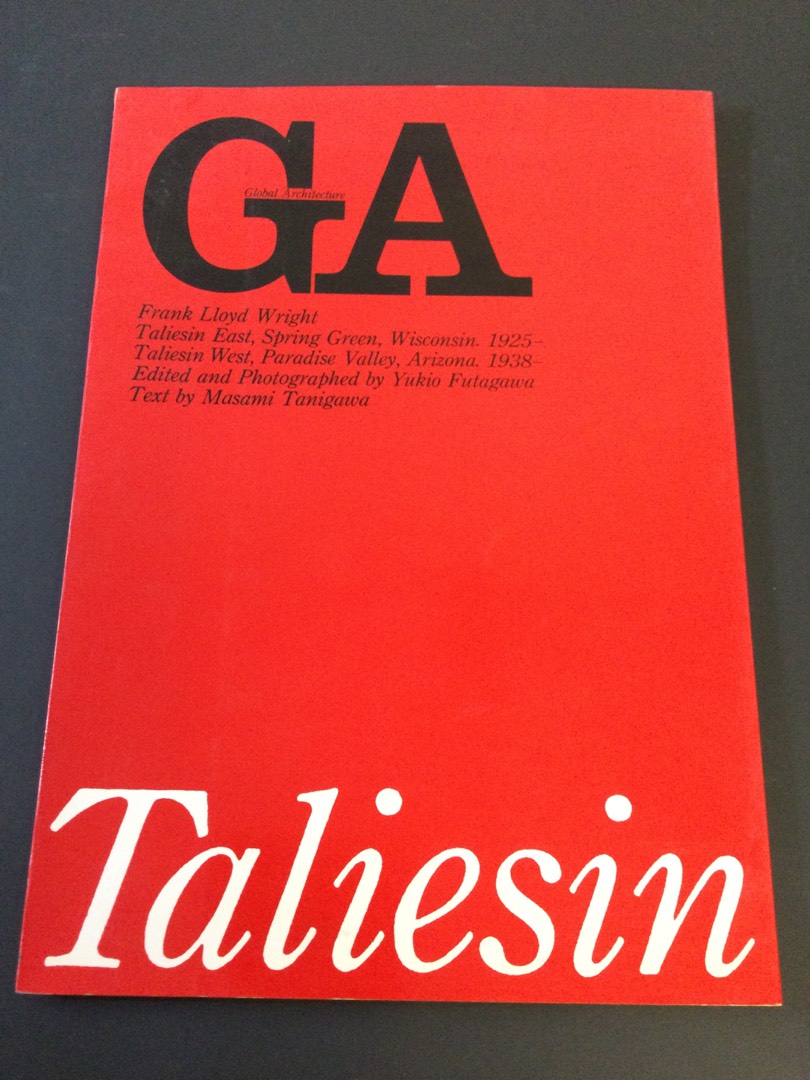 GA
Global Architecture
Frank Lloyd Wright
Taliesin East, Spring Green, Wisconsin. 1925–
Taliesin West, Paradise Valley, Arizona. 1938–
Edited and Photographed by Yukio Futagawa
Text by Masami Tanigawa
Taliesin